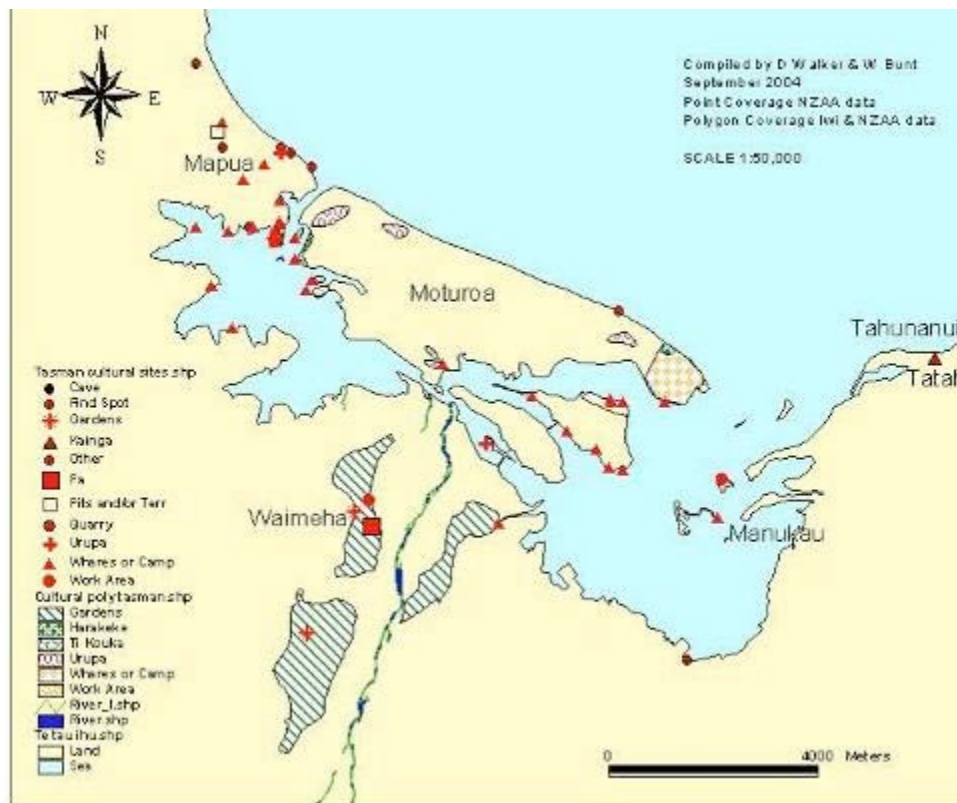 N
W E
S
Compiled by D Walker & W. Bunt
September 2004
Point Coverage NZAA data
Polygon Coverage Iwi & NZAA data
SCALE 1:50,000
Mapua
Moturoa
Tahunanui
Tatah
Waimeha
Manukau
Tasman cultural sites.shp
Cave
Find Spot
Gardens
Kainga
Other
Pa
Pits and/or Terr
Quarry
Urupa
Whares or Camp
Work Area
Cultural polytasman.shp
Gardens
Harakeke
Ti Kouka
Urupa
Whares or Camp
Work Area
River_l.shp
River.shp
Tetauihu.shp
Land
Sea
0 4000 Meters